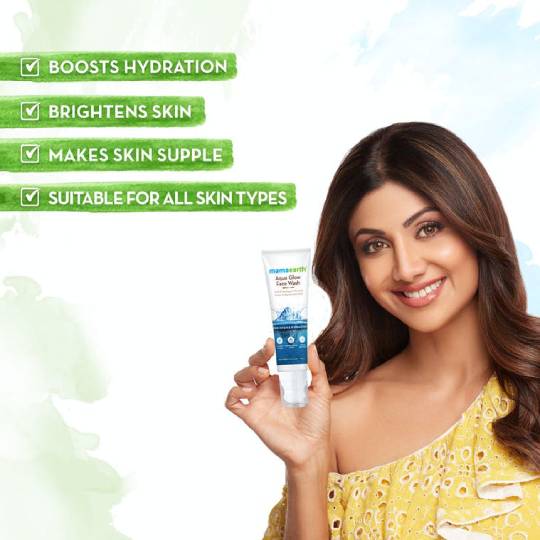 BOOSTS HYDRATION
BRIGHTENS SKIN
MAKES SKIN SUPPLE
SUITABLE FOR ALL SKIN TYPES
mamaearth
Aqua Glow
Face Wash